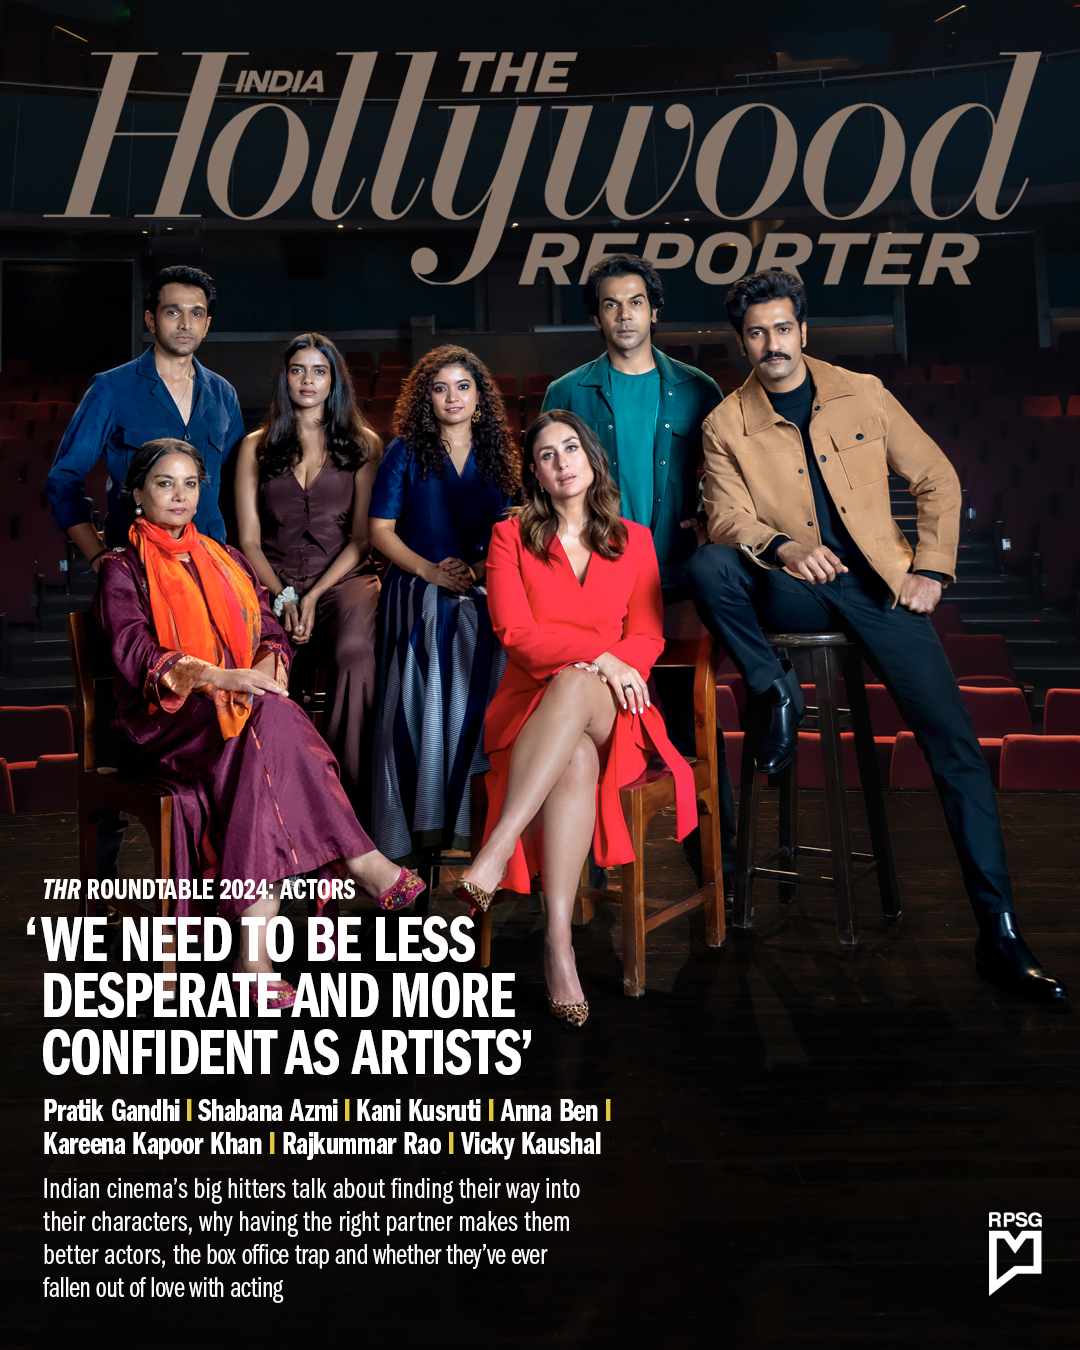 INDIA
THE
Hollywood
REPORTER
THR ROUNDTABLE 2024: ACTORS
‘WE NEED TO BE LESS
DESPERATE AND MORE
CONFIDENT AS ARTISTS’
Pratik Gandhi | Shabana Azmi | Kani Kusruti | Anna Ben |
Kareena Kapoor Khan | Rajkummar Rao | Vicky Kaushal
Indian cinema’s big hitters talk about finding their way into
their characters, why having the right partner makes them
better actors, the box office trap and whether they’ve ever
fallen out of love with acting
RPSG